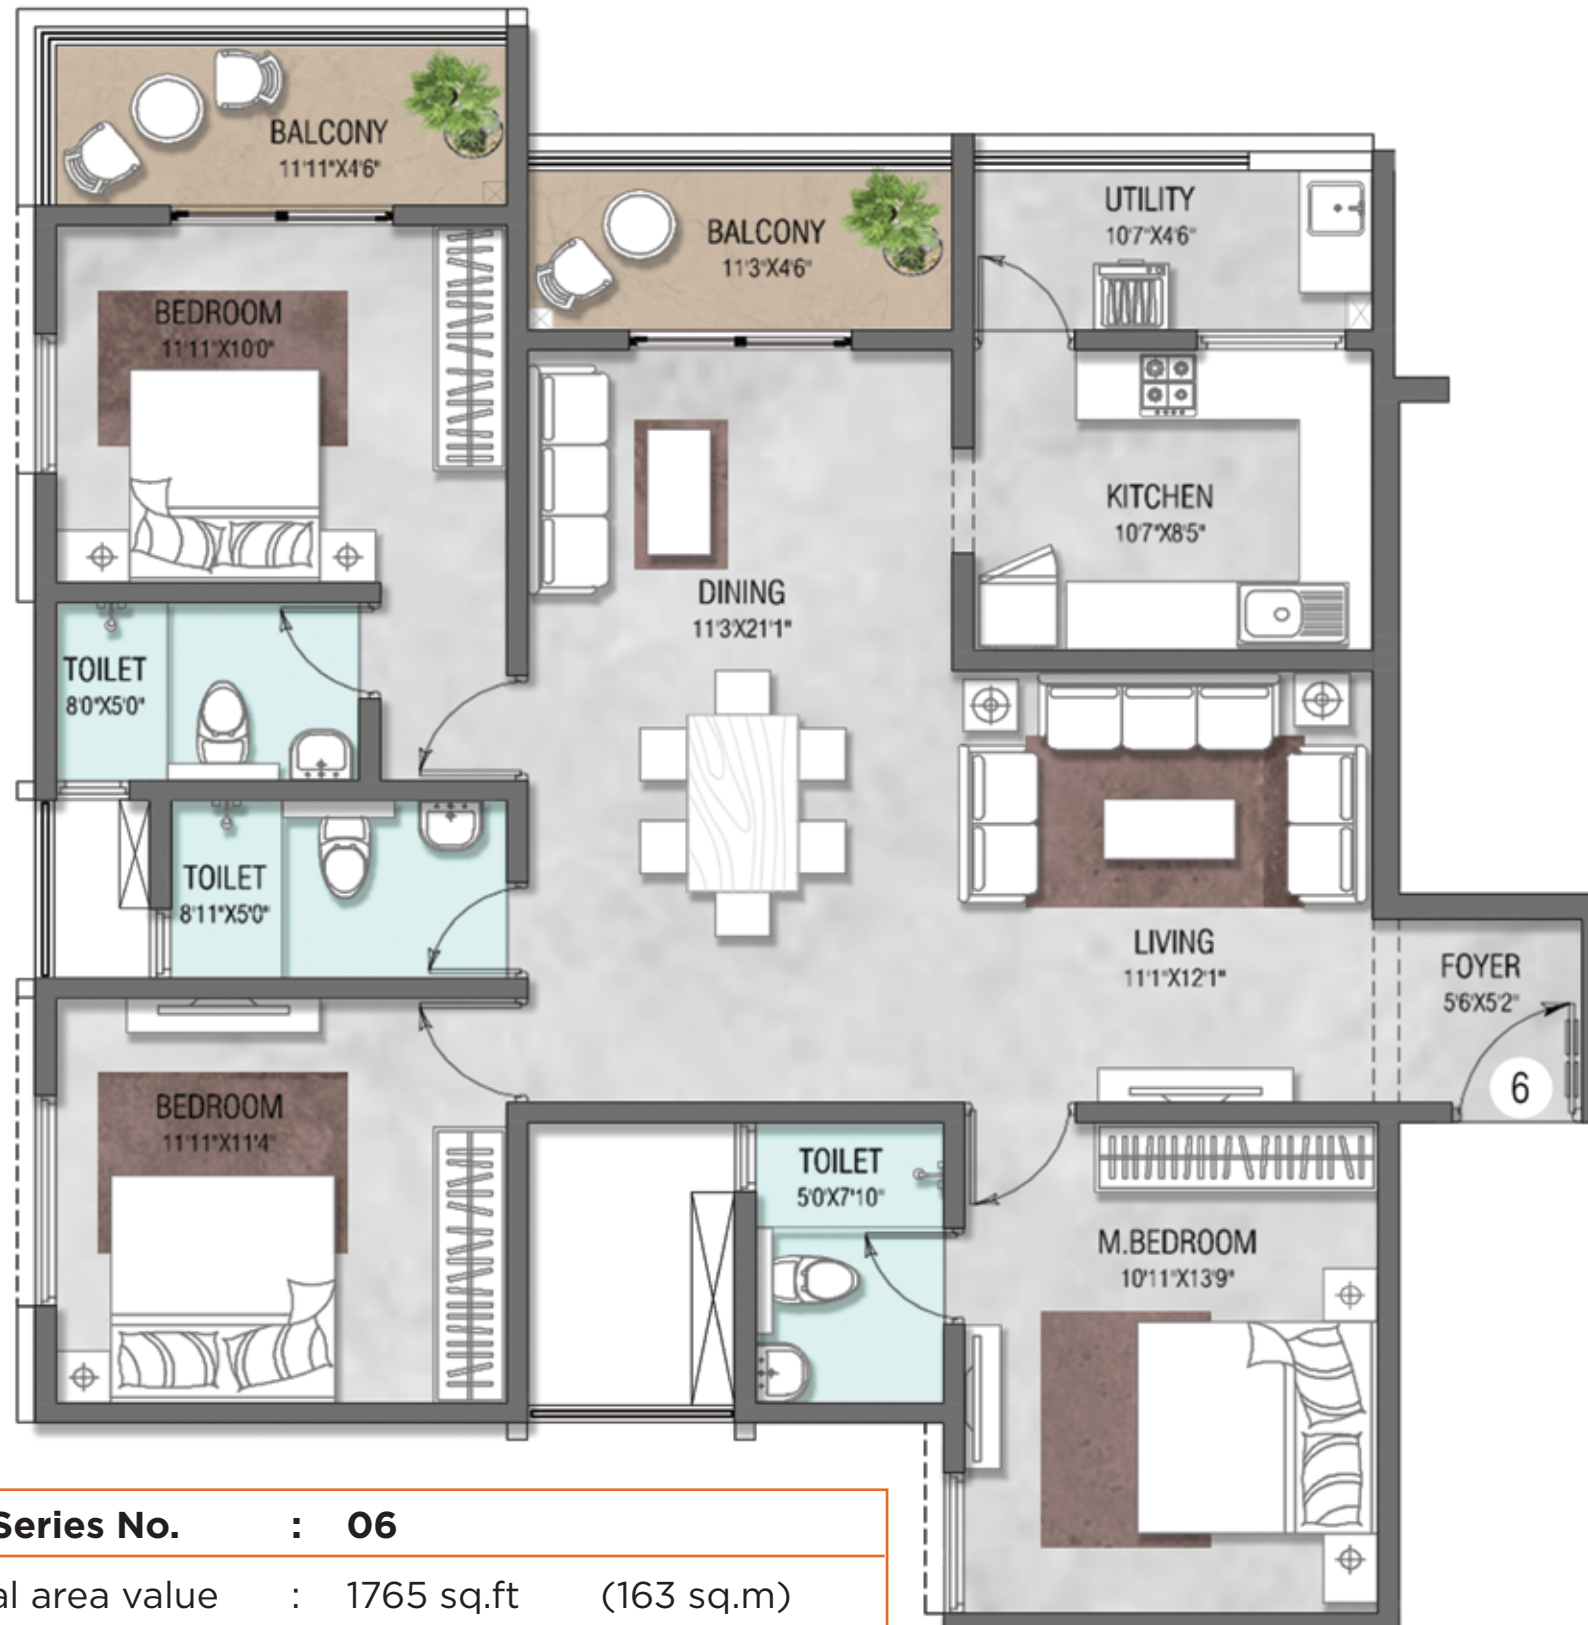 BALCONY
11'11"X4'6"
BALCONY
11'3"X4'6"
UTILITY
10'7"X4'6"
BEDROOM
11'11"X10'0"
KITCHEN
10'7"X8'5"
DINING
11'3X21'1"
TOILET
8'0"X5'0"
TOILET
8'11"X5'0"
LIVING
11'1"X12'1"
FOYER
5'6X5'2"
6
BEDROOM
11'11"X11'4"
TOILET
5'0X7'10"
M.BEDROOM
10'11"X13'9"
Series No. : 06
al area value : 1765 sq.ft (163 sq.m)